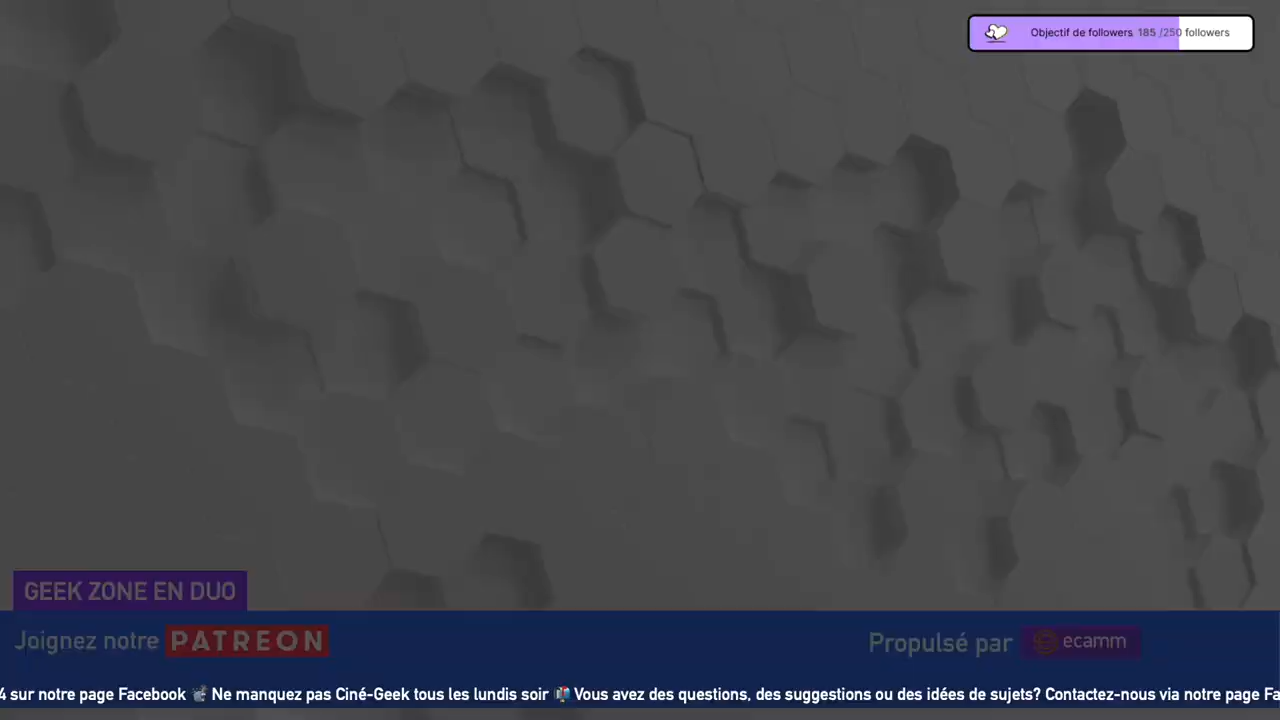 Objectif de followers 185 /250 followers
GEEK ZONE EN DUO
Joignez notre PATREON
Propulsé par ecamm
4 sur notre page Facebook 📽️ Ne manquez pas Ciné-Geek tous les lundis soir 📬 Vous avez des questions, des suggestions ou des idées de sujets? Contactez-nous via notre page Fa